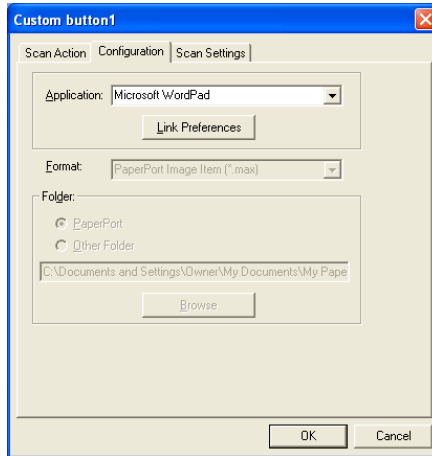 Custom button1
Scan Action Configuration Scan Settings
Application: Microsoft WordPad
Link Preferences
Format: PaperPort Image Item (*.max)
Folder:
PaperPort
Other Folder
C:\Documents and Settings\Owner\My Documents\My Pape
Browse
OK Cancel